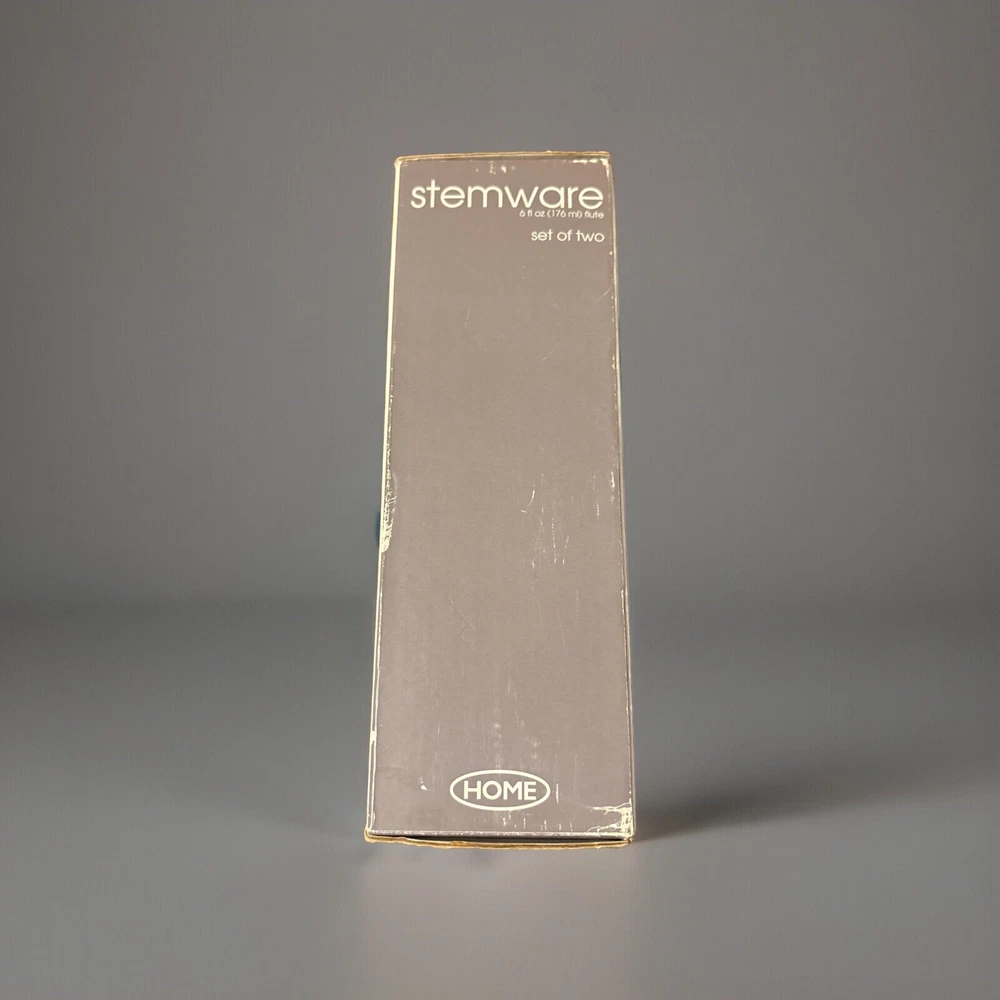 stemware
6 fl oz (176 ml) flute
set of two
HOME